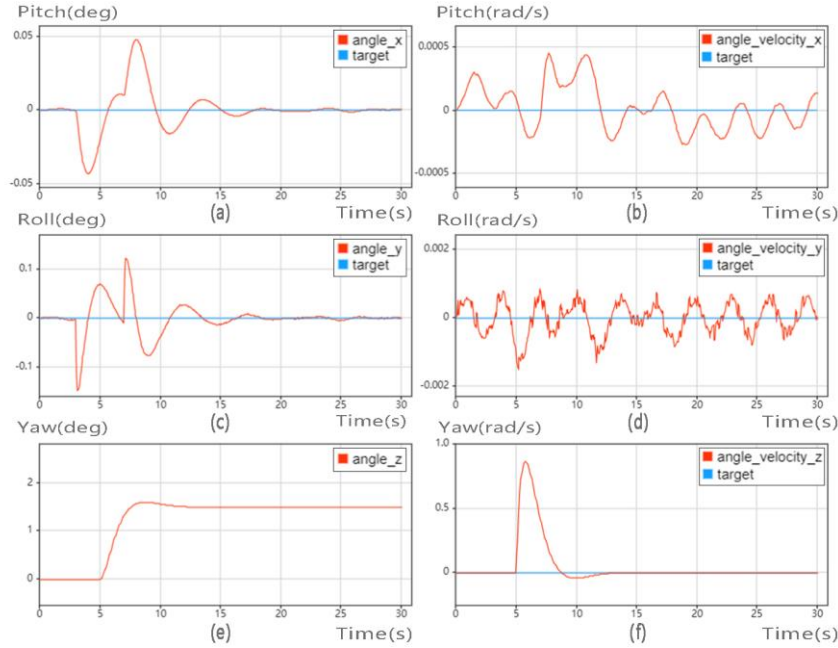 Pitch(deg)
0.05
0
-0.05
angle_x
target
0 5 10 15 20 25 30
(a)
Time(s)
Pitch(rad/s)
0.0005
0
-0.0005
angle_velocity_x
target
0 5 10 15 20 25 30
(b)
Time(s)
Roll(deg)
0.1
0
-0.1
angle_y
target
0 5 10 15 20 25 30
(c)
Time(s)
Roll(rad/s)
0.002
0
-0.002
angle_velocity_y
target
0 5 10 15 20 25 30
(d)
Time(s)
Yaw(deg)
2
1
0
angle_z
0 5 10 15 20 25 30
(e)
Time(s)
Yaw(rad/s)
1.0
0.5
0
angle_velocity_z
target
0 5 10 15 20 25 30
(f)
Time(s)